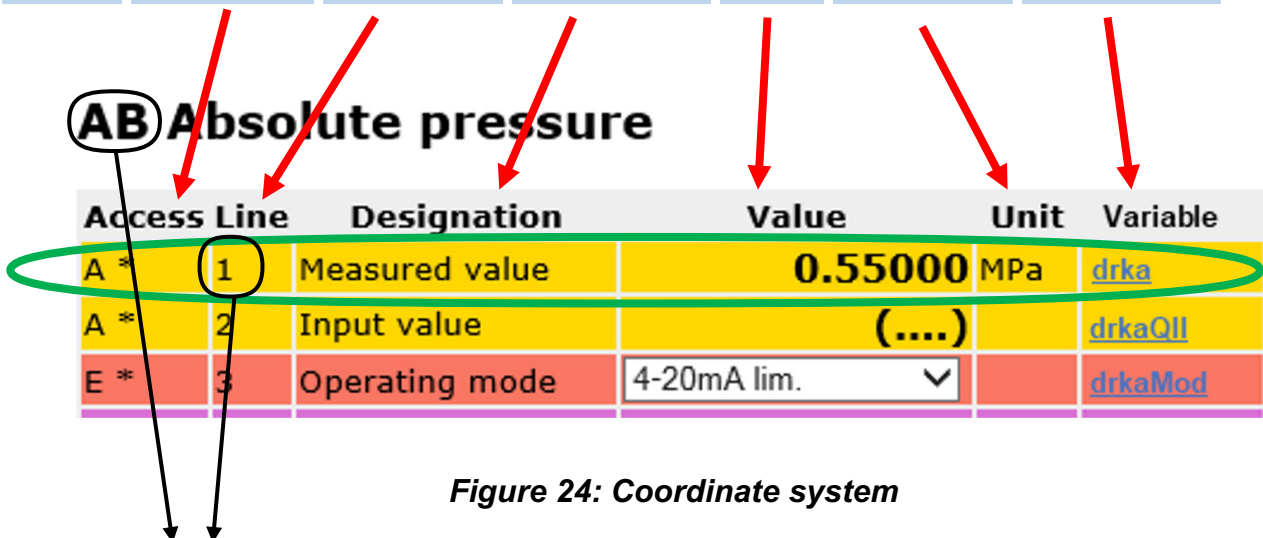 AB Absolute pressure
Access Line Designation Value Unit Variable
A * 1 Measured value 0.55000 MPa drka
A * 2 Input value (....) drkaQII
E * 3 Operating mode 4-20mA lim. drkaMod
Figure 24: Coordinate system